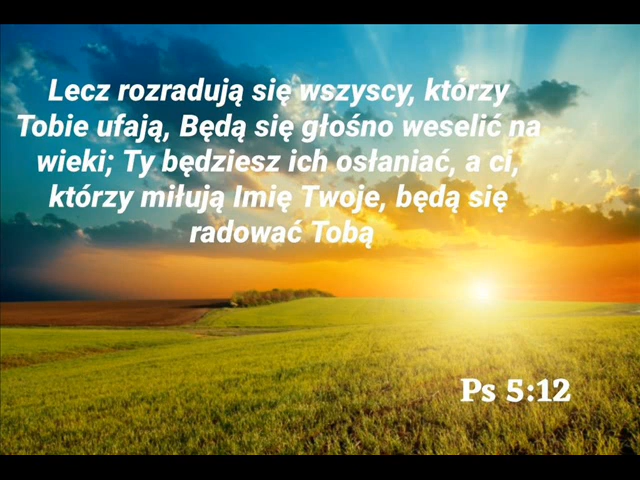 Lecz rozradują się wszyscy, którzy
Tobie ufają, Będą się głośno weselić na
wieki; Ty będziesz ich osłaniać, a ci,
którzy miłują Imię Twoje, będą się
radować Tobą
Ps 5:12